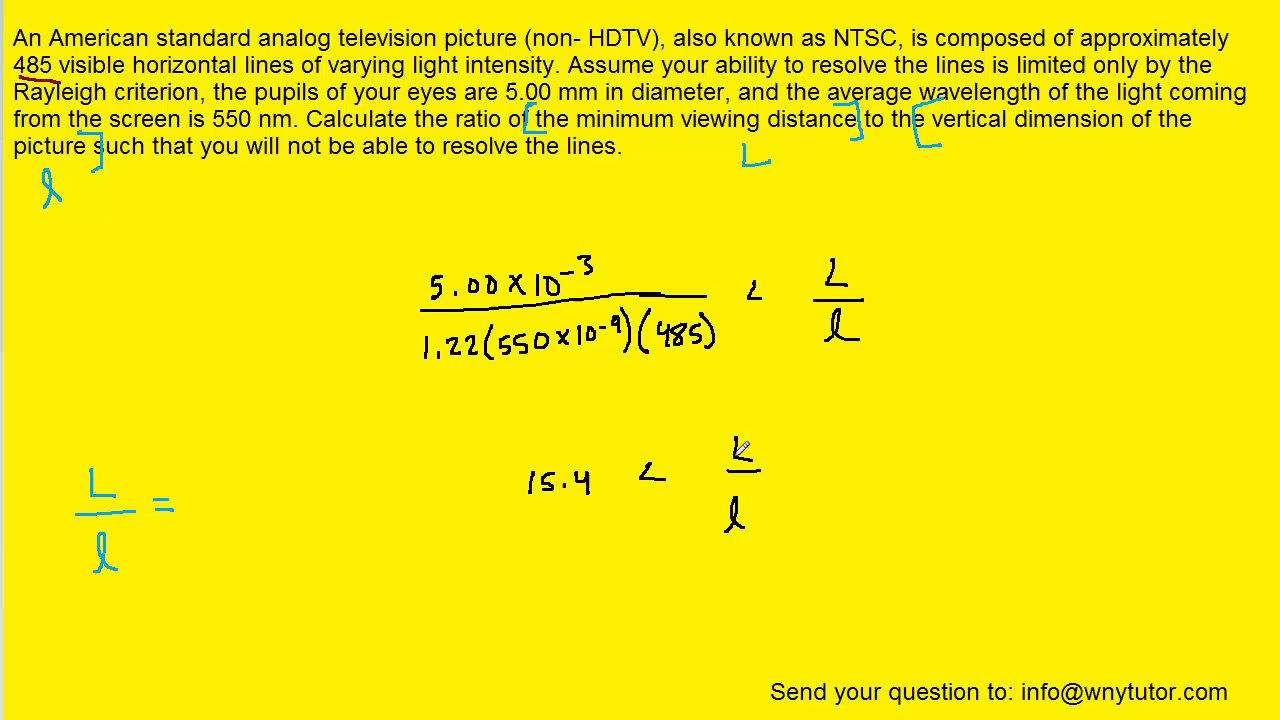 An American standard analog television picture (non- HDTV), also known as NTSC, is composed of approximately
485 visible horizontal lines of varying light intensity. Assume your ability to resolve the lines is limited only by the
Rayleigh criterion, the pupils of your eyes are 5.00 mm in diameter, and the average wavelength of the light coming
from the screen is 550 nm. Calculate the ratio of [the minimum viewing distance] to the [vertical dimension of the
picture] such that you will not be able to resolve the lines.
L
l
5.00 x 10^-3 < L
1.22(550 x 10^-9)(485) l
15.4 < L
l
L =
l
Send your question to: info@wnytutor.com